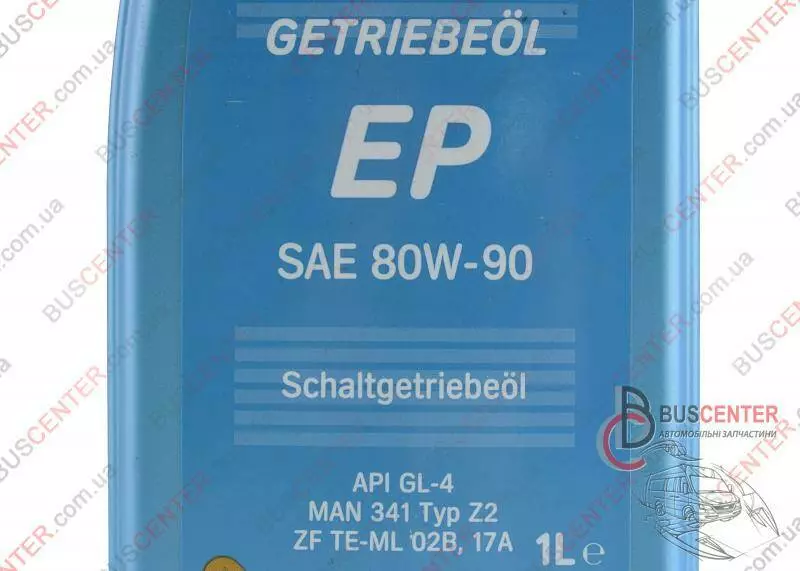 GETRIEBEÖL
EP
SAE 80W-90
Schaltgetriebeöl
API GL-4
MAN 341 Typ Z2
ZF TE-ML 02B, 17A
1L e
BUSCENTER
АВТОМОБІЛЬНІ ЗАПЧАСТИНИ
BUSCENTER.com.ua